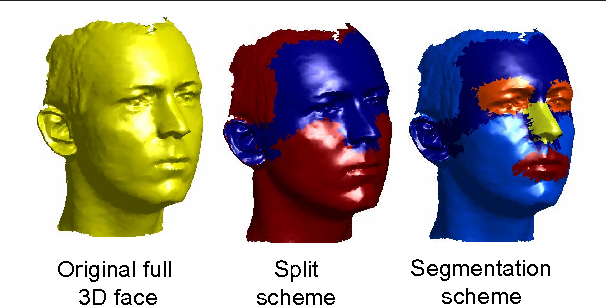 Original full
3D face
Split
scheme
Segmentation
scheme